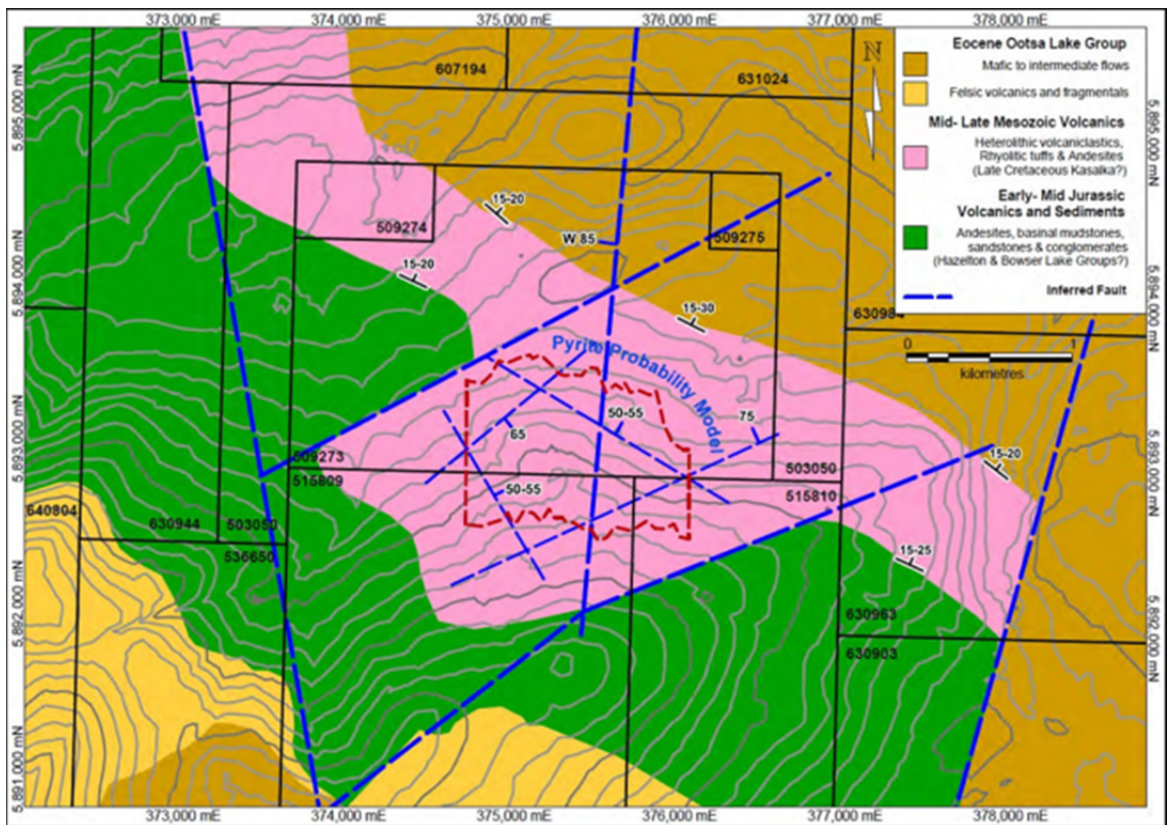 373,000 mE
374,000 mE
375,000 mE
376,000 mE
377,000 mE
378,000 mE
5,895,000 mN
5,894,000 mN
5,893,000 mN
5,892,000 mN
5,891,000 mN
607194
631024
N
Eocene Ootsa Lake Group
Mafic to intermediate flows
Felsic volcanics and fragmentals
Mid- Late Mesozoic Volcanics
Heterolithic volcaniclastics,
Rhyolitic tuffs & Andesites
(Late Cretaceous Kasalka?)
Early- Mid Jurassic
Volcanics and Sediments
Andesites, basinal mudstones,
sandstones & conglomerates
(Hazelton & Bowser Lake Groups?)
Inferred Fault
5,895,000 mN
5,894,000 mN
5,893,000 mN
5,892,000 mN
5,891,000 mN
15-20
509274
W 85
509275
15-20
15-30
630984
0
1
kilometres
Pyrite Probability Model
50-55
75
65
509273
503050
15-20
515809
50-55
515810
640804
630944
503050
536650
15-25
630963
630903
373,000 mE
374,000 mE
375,000 mE
376,000 mE
377,000 mE
378,000 mE